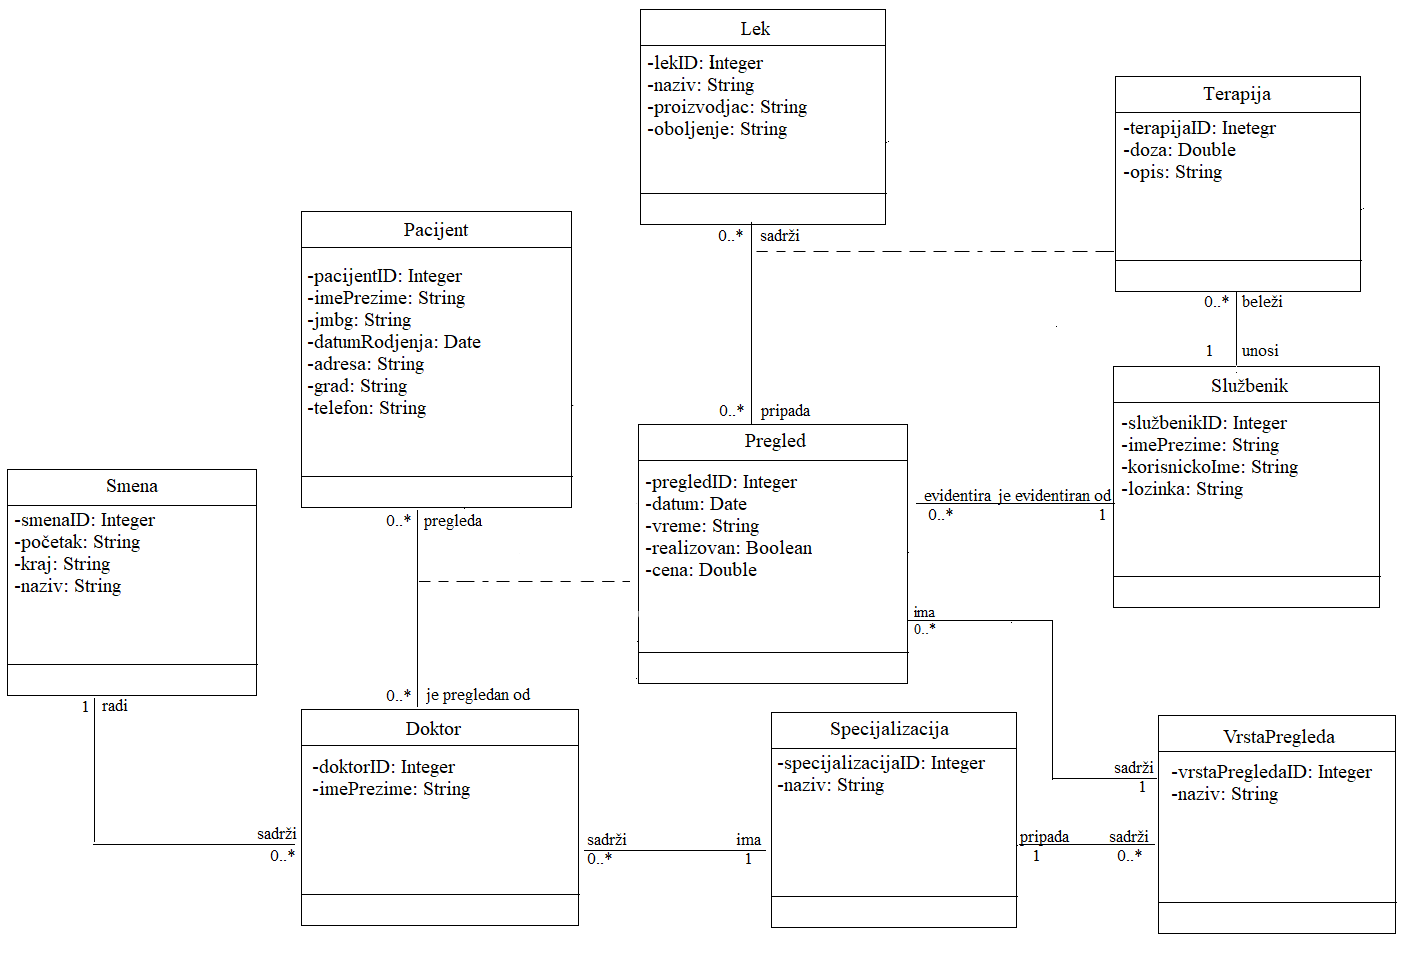 Lek
-lekID: Integer
-naziv: String
-proizvodjac: String
-oboljenje: String
Terapija
-terapijaID: Inetegr
-doza: Double
-opis: String
0..* sadrži
Pacijent
-pacijentID: Integer
-imePrezime: String
-jmbg: String
-datumRodjenja: Date
-adresa: String
-grad: String
-telefon: String
0..* beleži
1 unosi
Službenik
-službenikID: Integer
-imePrezime: String
-korisnickoIme: String
-lozinka: String
0..* pripada
Pregled
-pregledID: Integer
-datum: Date
-vreme: String
-realizovan: Boolean
-cena: Double
evidentira je evidentiran od
0..* 1
Smena
-smenaID: Integer
-početak: String
-kraj: String
-naziv: String
0..* pregleda
ima
0..*
0..* je pregledan od
1 radi
Doktor
-doktorID: Integer
-imePrezime: String
Specijalizacija
-specijalizacijaID: Integer
-naziv: String
VrstaPregleda
-vrstaPregledaID: Integer
-naziv: String
sadrži
1
sadrži
0..*
sadrži ima
0..* 1
pripada sadrži
1 0..*